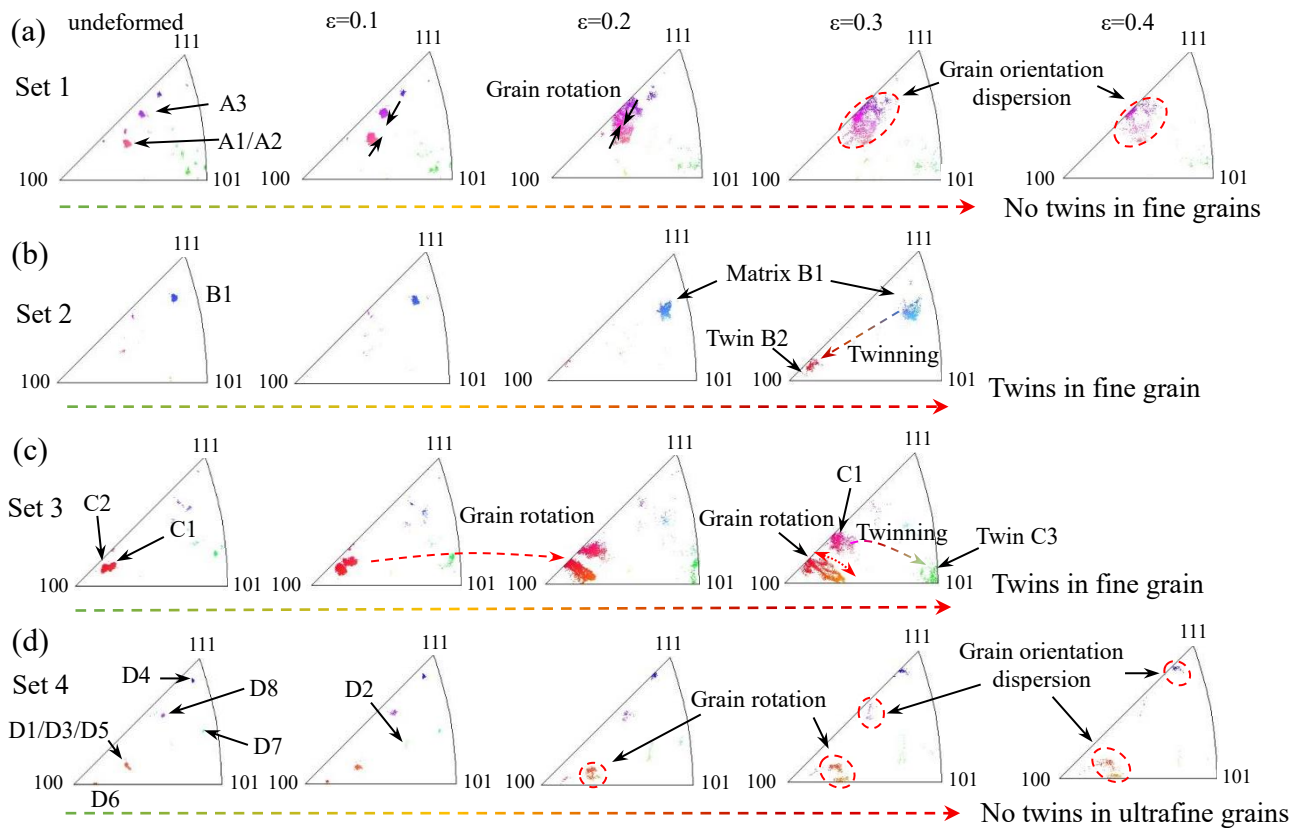 (a)
undeformed
ε=0.1
ε=0.2
ε=0.3
ε=0.4
111
111
111
111
111
Set 1
A3
A1/A2
Grain rotation
Grain orientation
dispersion
100
101
100
101
100
101
100
101
100
101
No twins in fine grains
(b)
111
111
111
111
Set 2
B1
Matrix B1
Twin B2
Twinning
100
101
100
101
100
101
100
101
Twins in fine grain
(c)
111
111
111
111
Set 3
C2
C1
Grain rotation
Grain rotation
C1
Twinning
Twin C3
100
101
100
101
100
101
100
101
Twins in fine grain
(d)
111
111
111
111
111
Set 4
D4
D8
D1/D3/D5
D7
D6
D2
Grain rotation
Grain orientation
dispersion
100
101
100
101
100
101
100
101
100
101
No twins in ultrafine grains